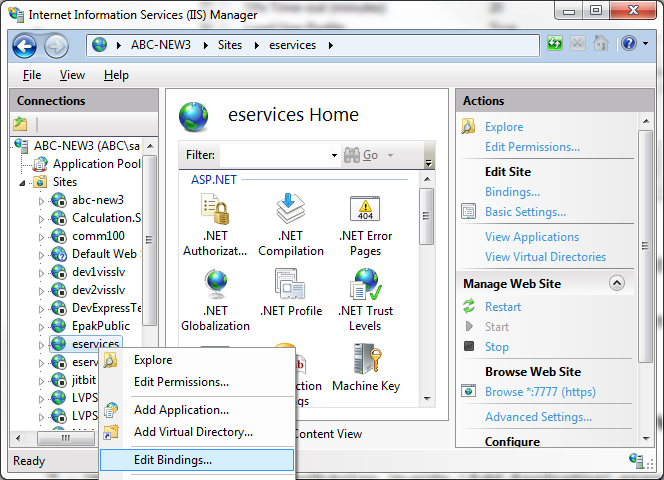 Internet Information Services (IIS) Manager
ABC-NEW3 Sites eservices
File View Help
Connections
ABC-NEW3 (ABC\sa
Application Pool
Sites
abc-new3
Calculation.S
comm100
Default Web
dev1visslv
dev2visslv
DevExpressTe
EpakPublic
eservices
eserv
jitbit
LVPS
LVPS
Ready
eservices Home
Filter:
Go
ASP.NET
.NET Authorizat...
.NET Compilation
.NET Error Pages
404
.NET Globalization
.NET Profile
.NET Trust Levels
Machine Key
Content View
Explore
Edit Permissions...
Add Application...
Add Virtual Directory...
Edit Bindings...
Actions
Explore
Edit Permissions...
Edit Site
Bindings...
Basic Settings...
View Applications
View Virtual Directories
Manage Web Site
Restart
Start
Stop
Browse Web Site
Browse *:7777 (https)
Advanced Settings...
Configure